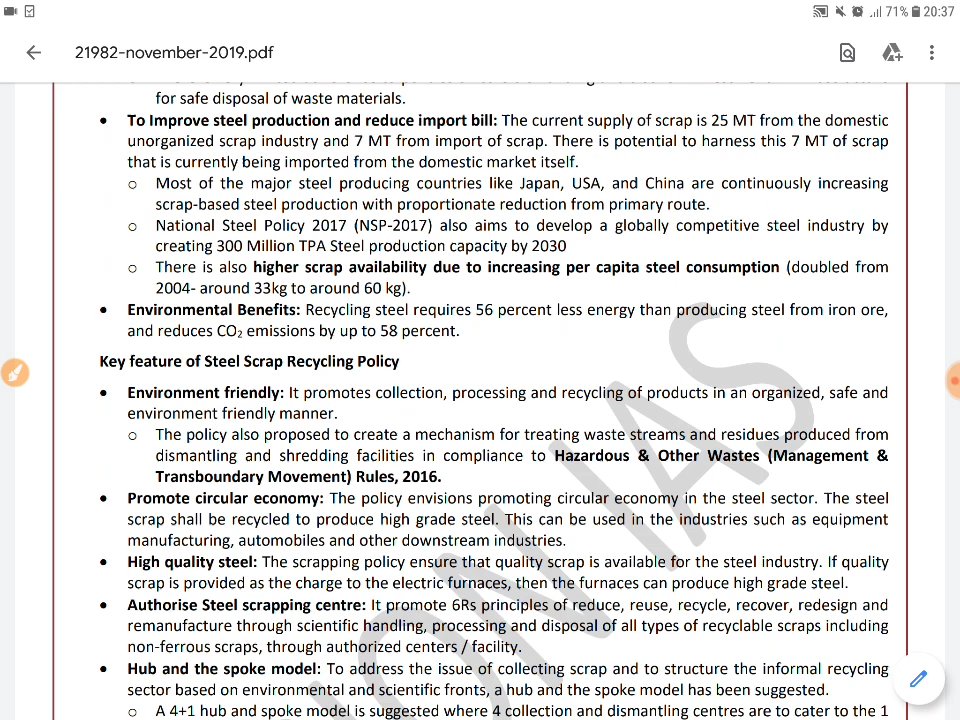 71% 20:37
21982-november-2019.pdf
for safe disposal of waste materials.
• To Improve steel production and reduce import bill: The current supply of scrap is 25 MT from the domestic
unorganized scrap industry and 7 MT from import of scrap. There is potential to harness this 7 MT of scrap
that is currently being imported from the domestic market itself.
o Most of the major steel producing countries like Japan, USA, and China are continuously increasing
scrap-based steel production with proportionate reduction from primary route.
o National Steel Policy 2017 (NSP-2017) also aims to develop a globally competitive steel industry by
creating 300 Million TPA Steel production capacity by 2030
o There is also higher scrap availability due to increasing per capita steel consumption (doubled from
2004- around 33kg to around 60 kg).
• Environmental Benefits: Recycling steel requires 56 percent less energy than producing steel from iron ore,
and reduces CO₂ emissions by up to 58 percent.
Key feature of Steel Scrap Recycling Policy
• Environment friendly: It promotes collection, processing and recycling of products in an organized, safe and
environment friendly manner.
o The policy also proposed to create a mechanism for treating waste streams and residues produced from
dismantling and shredding facilities in compliance to Hazardous & Other Wastes (Management &
Transboundary Movement) Rules, 2016.
• Promote circular economy: The policy envisions promoting circular economy in the steel sector. The steel
scrap shall be recycled to produce high grade steel. This can be used in the industries such as equipment
manufacturing, automobiles and other downstream industries.
• High quality steel: The scrapping policy ensure that quality scrap is available for the steel industry. If quality
scrap is provided as the charge to the electric furnaces, then the furnaces can produce high grade steel.
• Authorise Steel scrapping centre: It promote 6Rs principles of reduce, reuse, recycle, recover, redesign and
remanufacture through scientific handling, processing and disposal of all types of recyclable scraps including
non-ferrous scraps, through authorized centers / facility.
• Hub and the spoke model: To address the issue of collecting scrap and to structure the informal recycling
sector based on environmental and scientific fronts, a hub and the spoke model has been suggested.
o A 4+1 hub and spoke model is suggested where 4 collection and dismantling centres are to cater to the 1
ON IAS